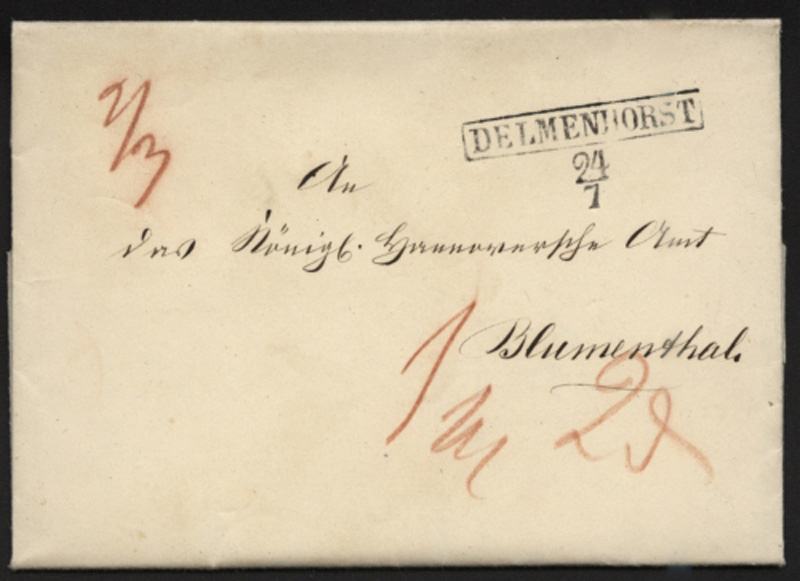 DELMENHORST
24
7
An
das Königl. Hannoversche Amt
Blumenthal.